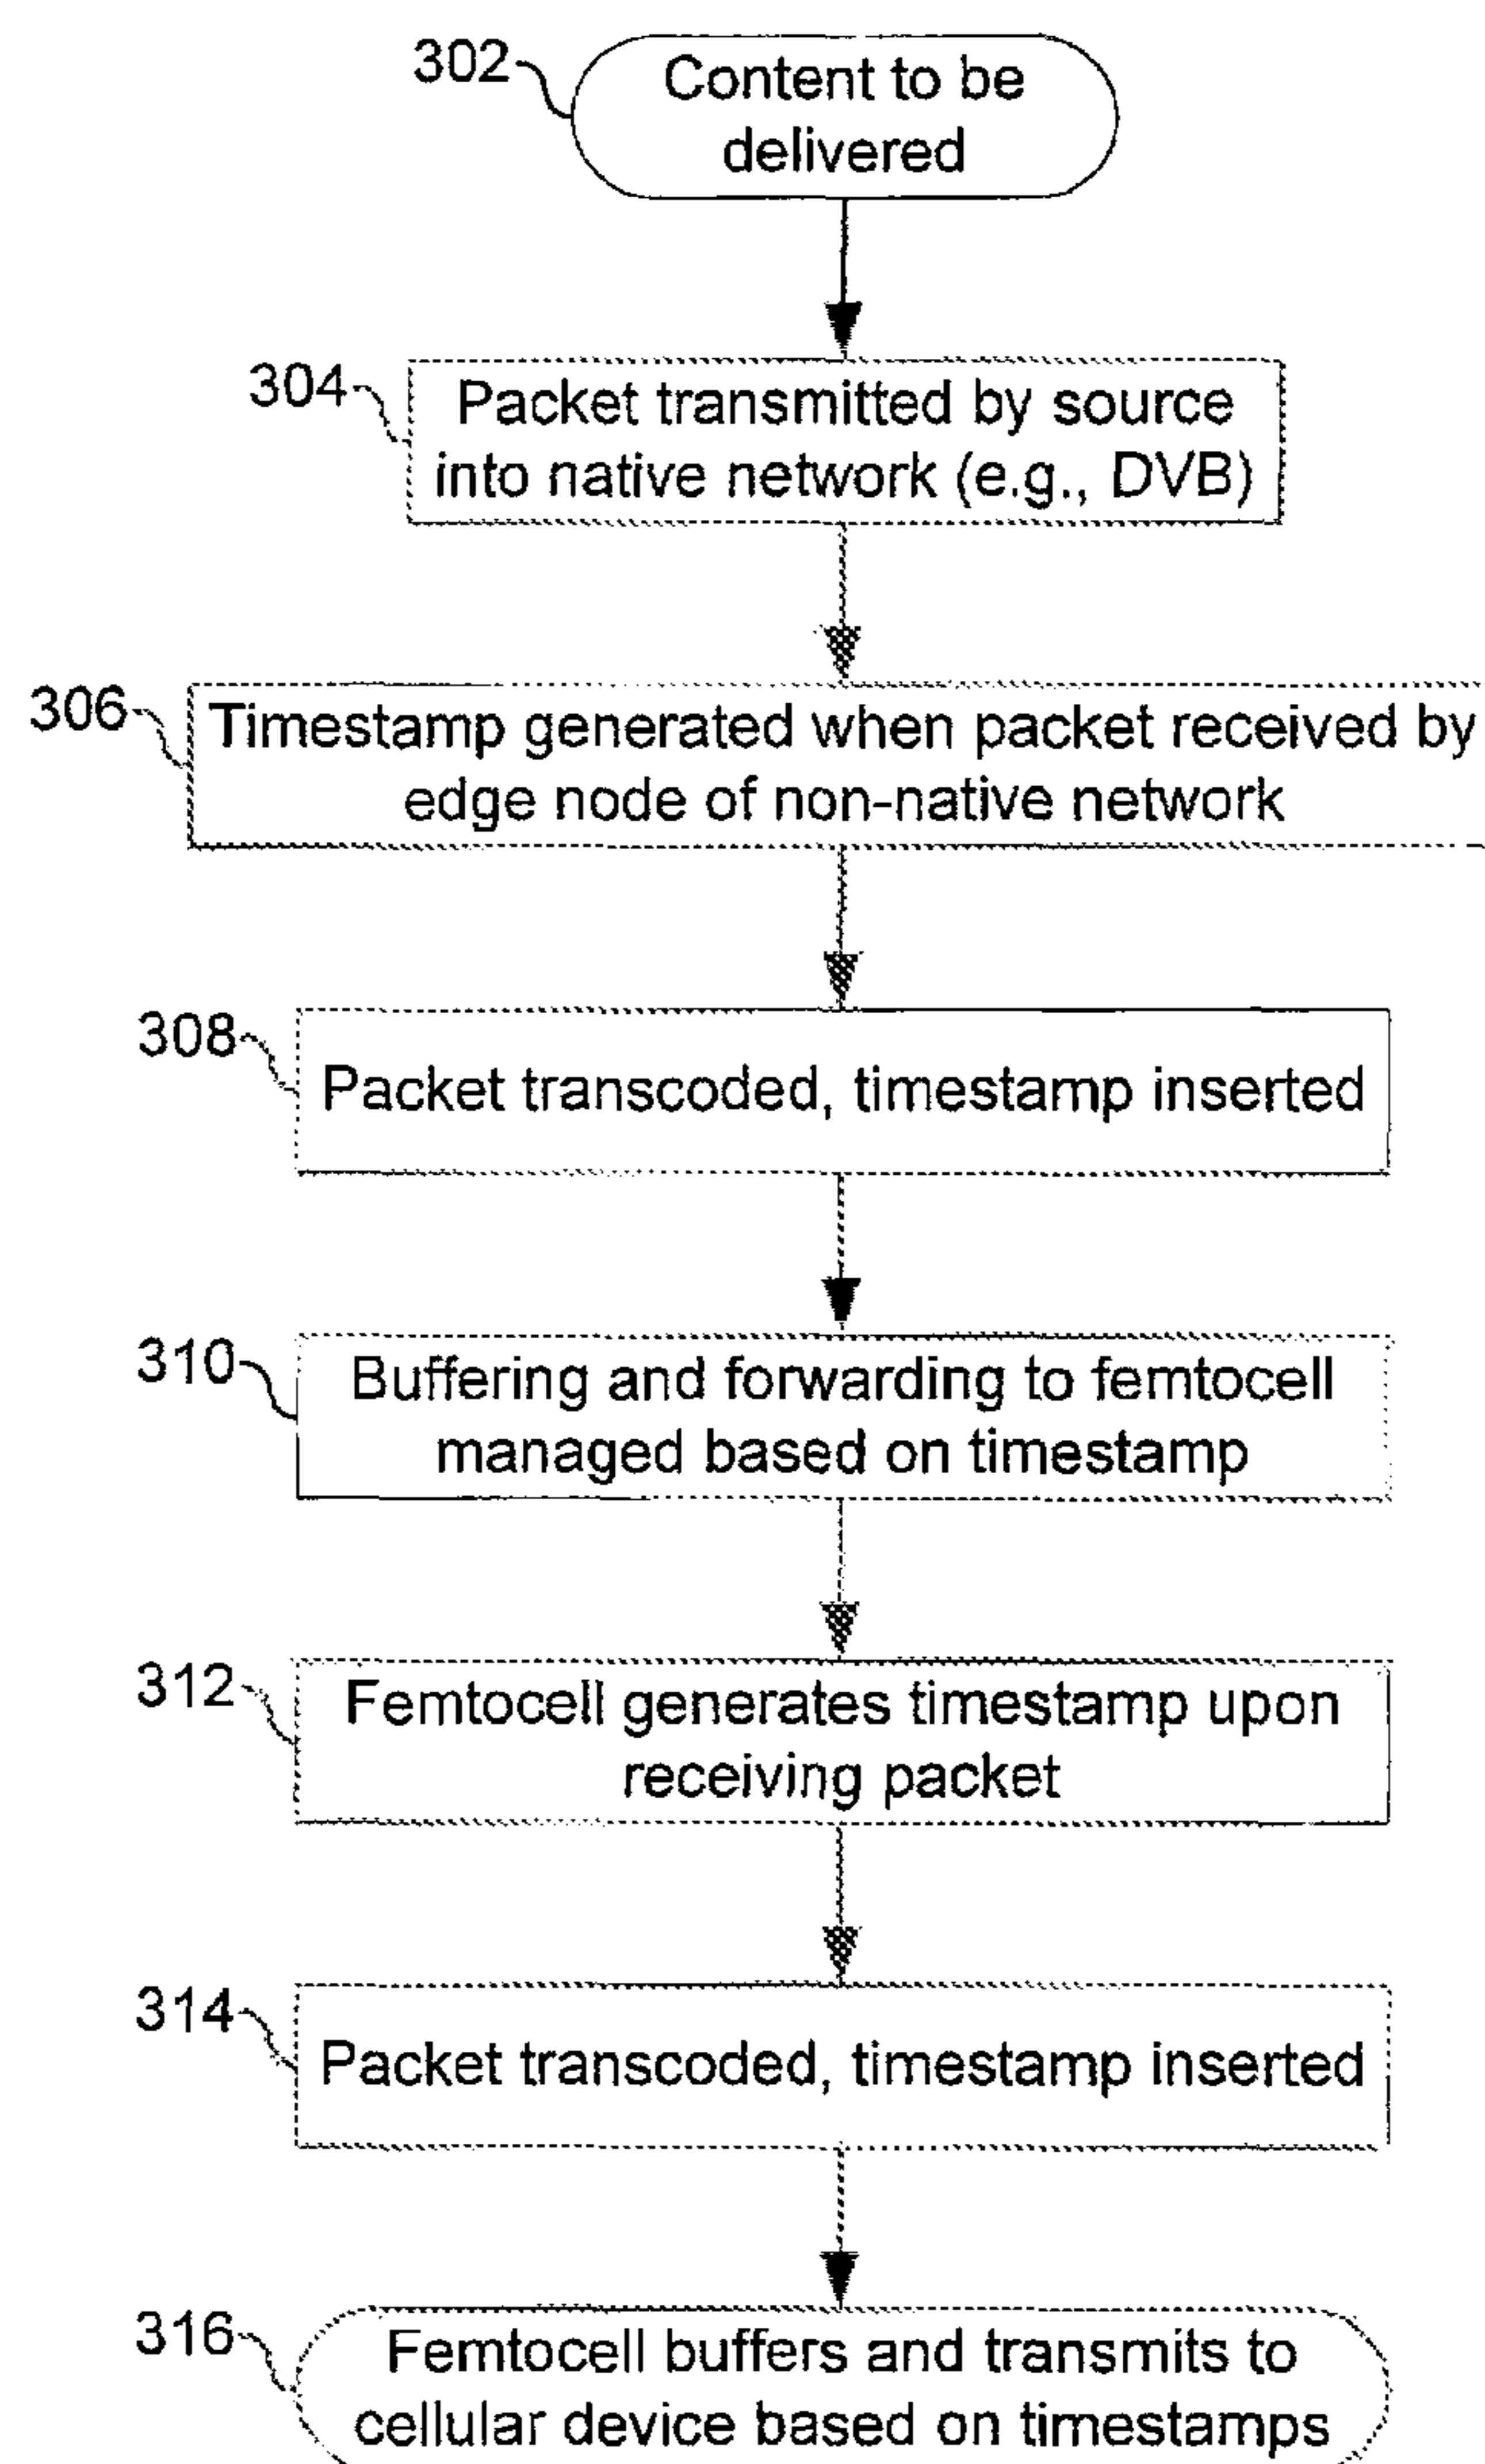 302
Content to be
delivered
304
Packet transmitted by source
into native network (e.g., DVB)
306
Timestamp generated when packet received by
edge node of non-native network
308
Packet transcoded, timestamp inserted
310
Buffering and forwarding to femtocell
managed based on timestamp
312
Femtocell generates timestamp upon
receiving packet
314
Packet transcoded, timestamp inserted
316
Femtocell buffers and transmits to
cellular device based on timestamps